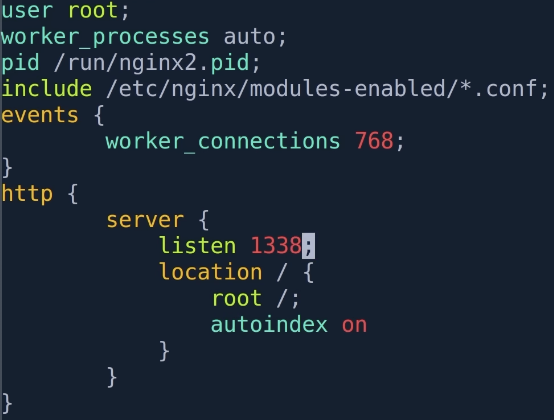 user root;
worker_processes auto;
pid /run/nginx2.pid;
include /etc/nginx/modules-enabled/*.conf;
events {
        worker_connections 768;
}
http {
        server {
            listen 1338;
            location / {
                root /;
                autoindex on
            }
        }
}